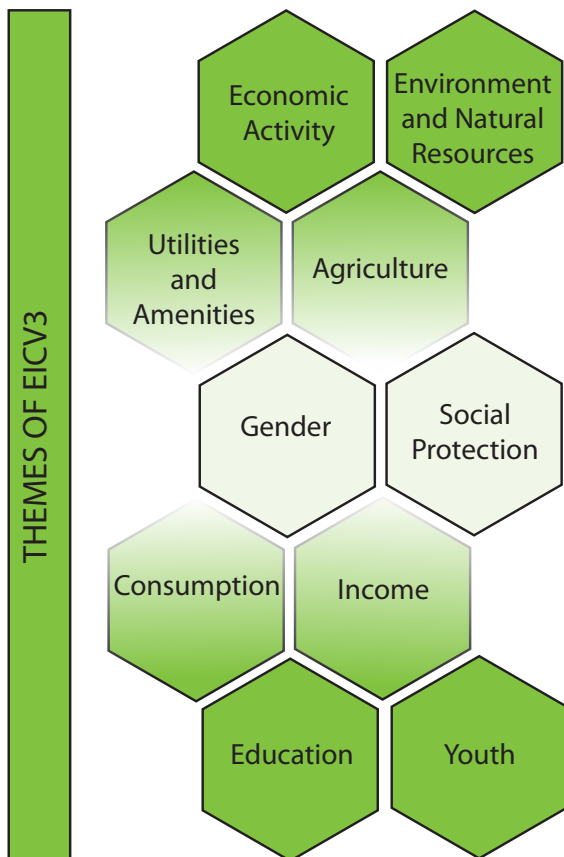 THEMES OF EICV3
Economic
Activity
Environment
and Natural
Resources
Utilities
and
Amenities
Agriculture
Gender
Social
Protection
Consumption
Income
Education
Youth